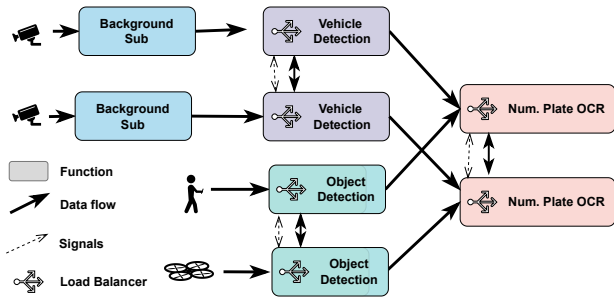 Background
Sub
Vehicle
Detection
Background
Sub
Vehicle
Detection
Num. Plate OCR
Num. Plate OCR
Object
Detection
Object
Detection
Function
Data flow
Signals
Load Balancer